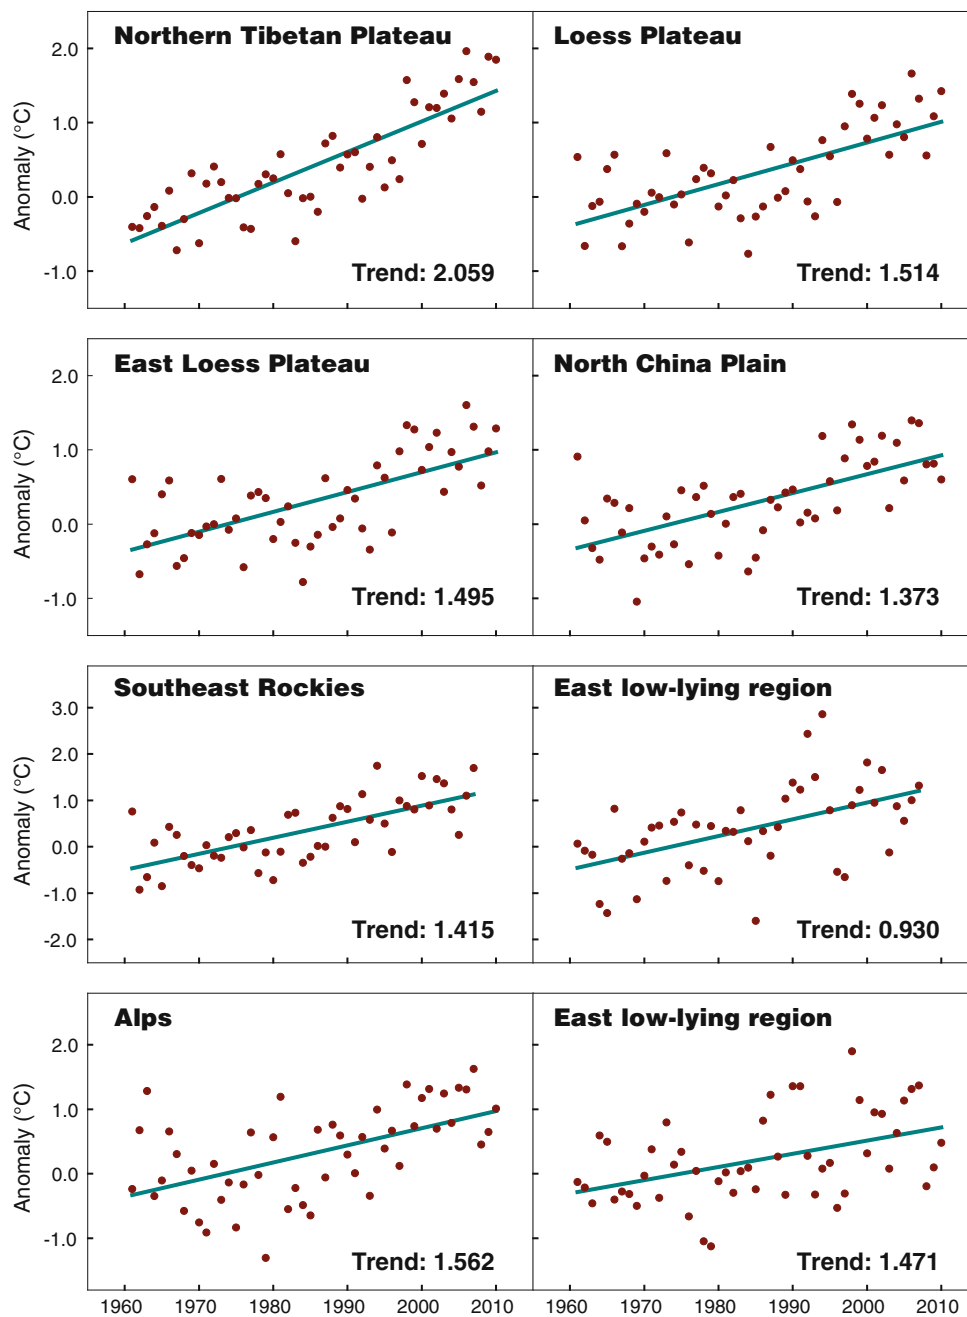 Northern Tibetan Plateau
Loess Plateau
Anomaly (°C)
2.0
1.0
0.0
-1.0
Trend: 2.059
Trend: 1.514
East Loess Plateau
North China Plain
Anomaly (°C)
2.0
1.0
0.0
-1.0
Trend: 1.495
Trend: 1.373
Southeast Rockies
East low-lying region
Anomaly (°C)
3.0
2.0
1.0
0.0
-1.0
-2.0
Trend: 1.415
Trend: 0.930
Alps
East low-lying region
Anomaly (°C)
2.0
1.0
0.0
-1.0
Trend: 1.562
Trend: 1.471
1960 1970 1980 1990 2000 2010 1960 1970 1980 1990 2000 2010